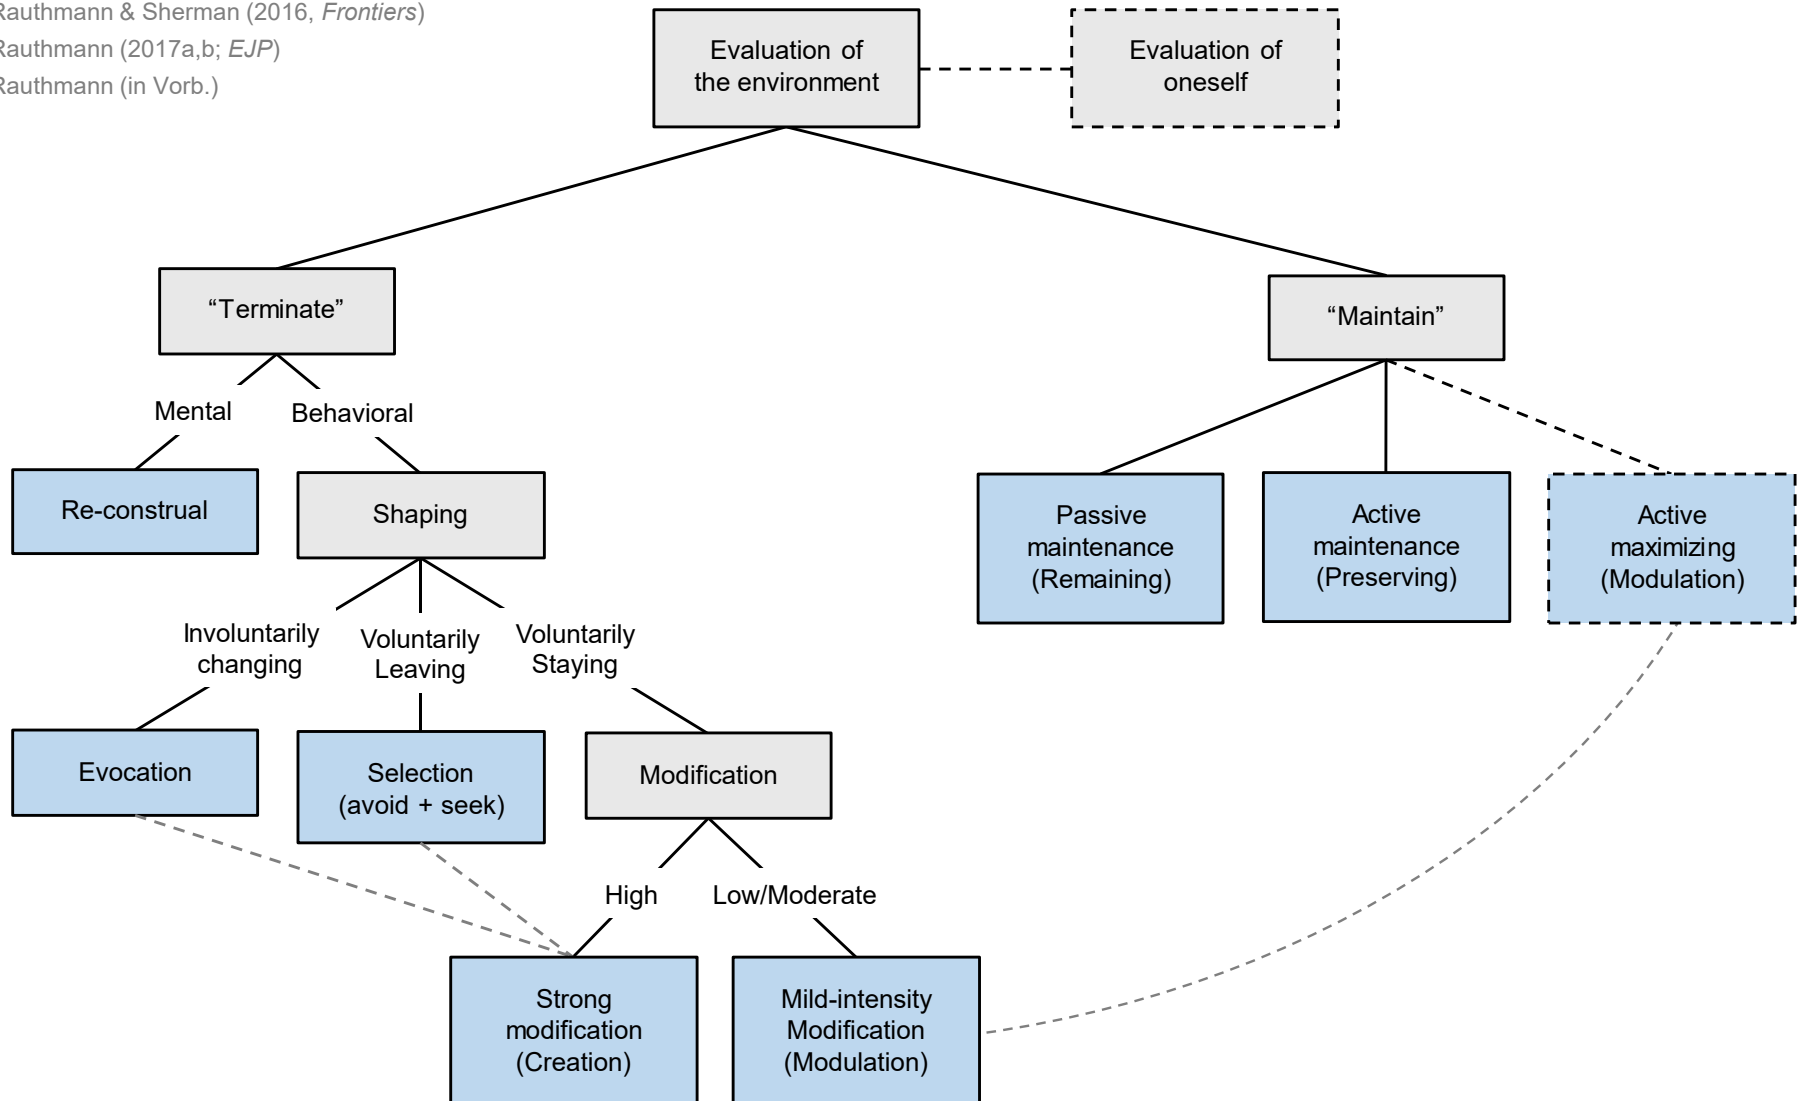 Rauthmann & Sherman (2016, Frontiers)
Rauthmann (2017a,b; EJP)
Rauthmann (in Vorb.)
Evaluation of
the environment
Evaluation of
oneself
“Terminate”
“Maintain”
Mental
Behavioral
Re-construal
Shaping
Passive
maintenance
(Remaining)
Active
maintenance
(Preserving)
Active
maximizing
(Modulation)
Involuntarily
changing
Voluntarily
Leaving
Voluntarily
Staying
Evocation
Selection
(avoid + seek)
Modification
High
Low/Moderate
Strong
modification
(Creation)
Mild-intensity
Modification
(Modulation)